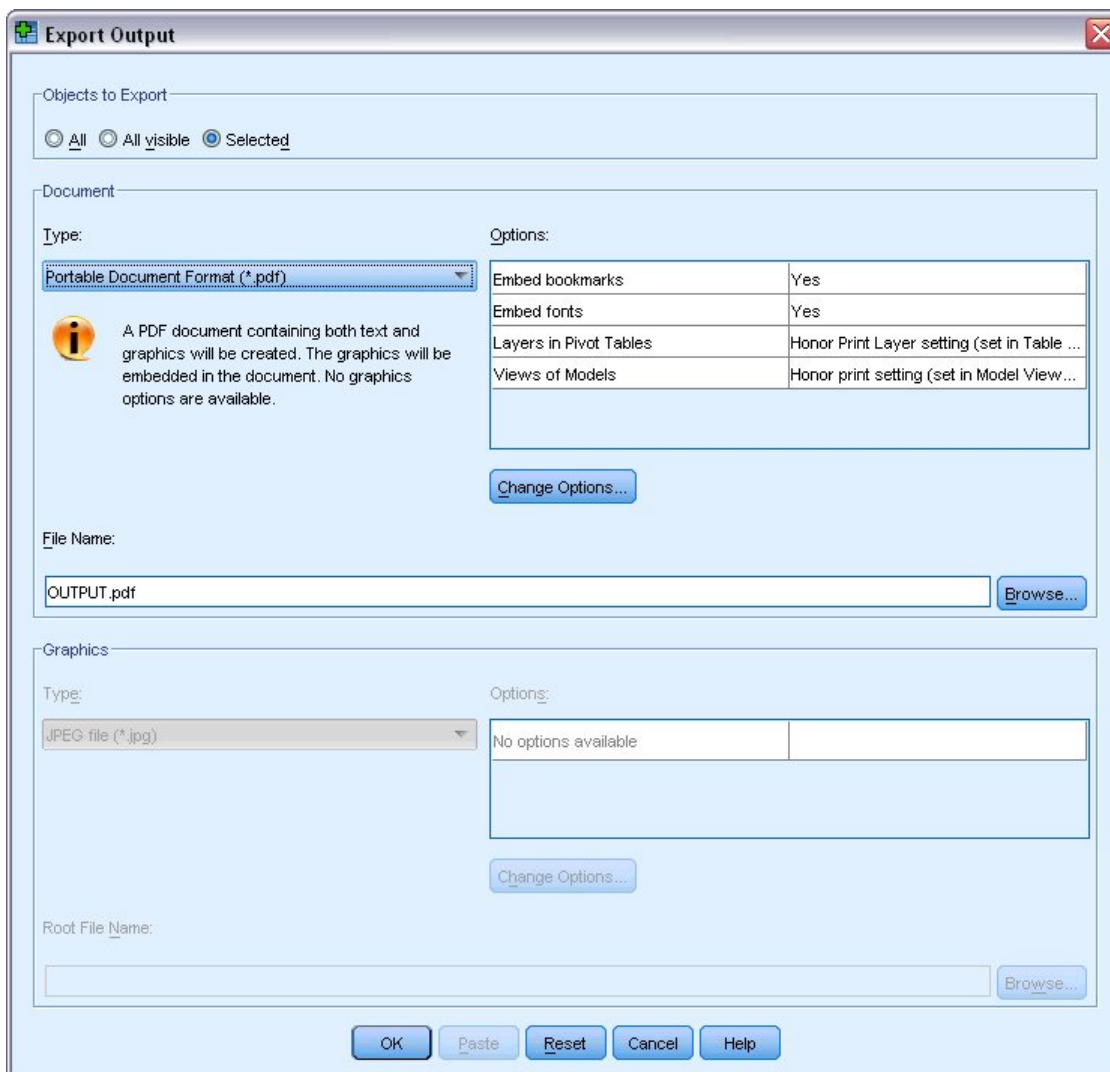 Export Output
Objects to Export
All All visible Selected
Document
Type:
Portable Document Format (*.pdf)
A PDF document containing both text and
graphics will be created. The graphics will be
embedded in the document. No graphics
options are available.
Options:
Embed bookmarks Yes
Embed fonts Yes
Layers in Pivot Tables Honor Print Layer setting (set in Table ...
Views of Models Honor print setting (set in Model View...
Change Options...
File Name:
OUTPUT.pdf Browse...
Graphics
Type:
JPEG file (*.jpg)
Options:
No options available
Change Options...
Root File Name:
Browse...
OK Paste Reset Cancel Help